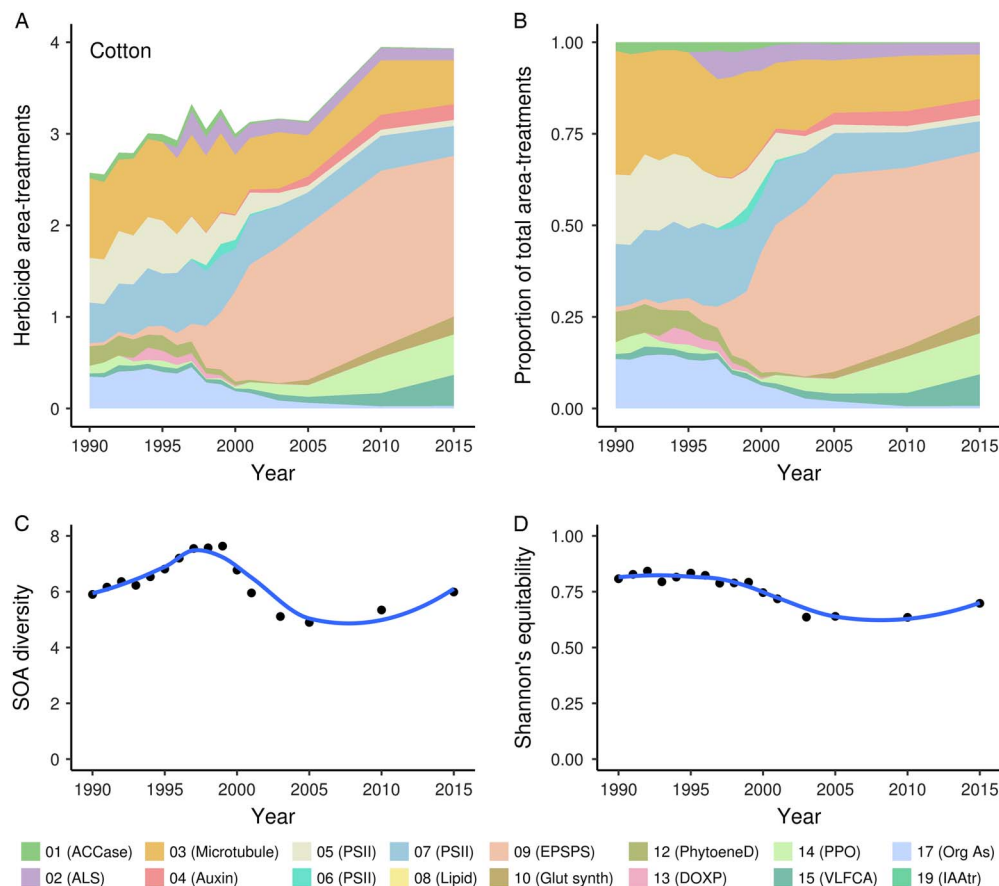 A
B
Cotton
Herbicide area-treatments
4
3
2
1
0
1990 1995 2000 2005 2010 2015
Year
Proportion of total area-treatments
1.00
0.75
0.50
0.25
0.00
1990 1995 2000 2005 2010 2015
Year
C
D
SOA diversity
8
6
4
2
0
1990 1995 2000 2005 2010 2015
Year
Shannon's equitability
1.00
0.75
0.50
0.25
0.00
1990 1995 2000 2005 2010 2015
Year
01 (ACCase) 03 (Microtubule) 05 (PSII) 07 (PSII) 09 (EPSPS) 12 (PhytoeneD) 14 (PPO) 17 (Org As)
02 (ALS) 04 (Auxin) 06 (PSII) 08 (Lipid) 10 (Glut synth) 13 (DOXP) 15 (VLFCA) 19 (IAAtr)